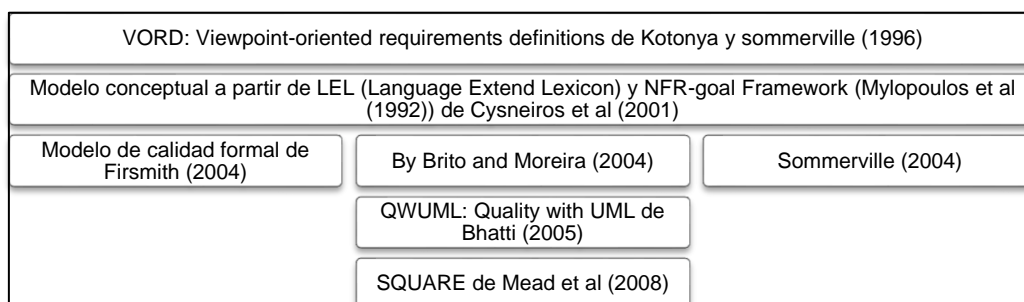 VORD: Viewpoint-oriented requirements definitions de Kotonya y sommerville (1996)
Modelo conceptual a partir de LEL (Language Extend Lexicon) y NFR-goal Framework (Mylopoulos et al
(1992)) de Cysneiros et al (2001)
Modelo de calidad formal de
Firsmith (2004)
By Brito and Moreira (2004)
Sommerville (2004)
QWUML: Quality with UML de
Bhatti (2005)
SQUARE de Mead et al (2008)